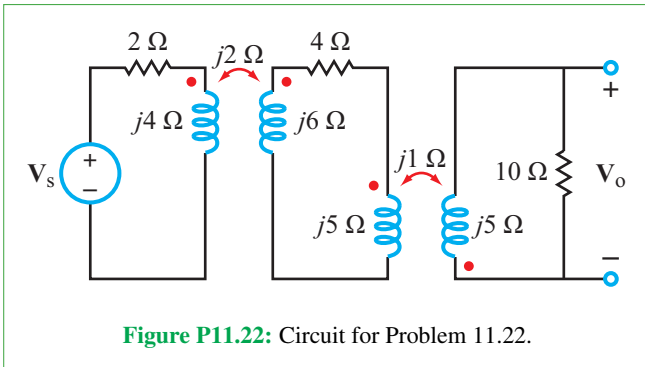 2 Ω
j2 Ω
4 Ω
j4 Ω
j6 Ω
+
−
V_s
j1 Ω
10 Ω
+
V_o
−
j5 Ω
j5 Ω
Figure P11.22: Circuit for Problem 11.22.